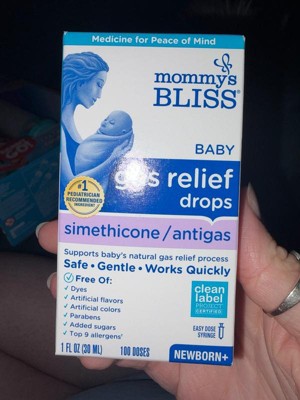 Medicine for Peace of Mind
mommy's
BLISS®
BABY
gas relief
drops
#1
PEDIATRICIAN
RECOMMENDED
INGREDIENT*
simethicone/antigas
Supports baby's natural gas relief process
Safe • Gentle • Works Quickly
✓ Free Of:
✓ Dyes
✓ Artificial flavors
✓ Artificial colors
✓ Parabens
✓ Added sugars
✓ Top 9 allergens†
clean
label
PROJECT
CERTIFIED
EASY DOSE
SYRINGE
1 FL OZ (30 ML)
100 DOSES
NEWBORN+